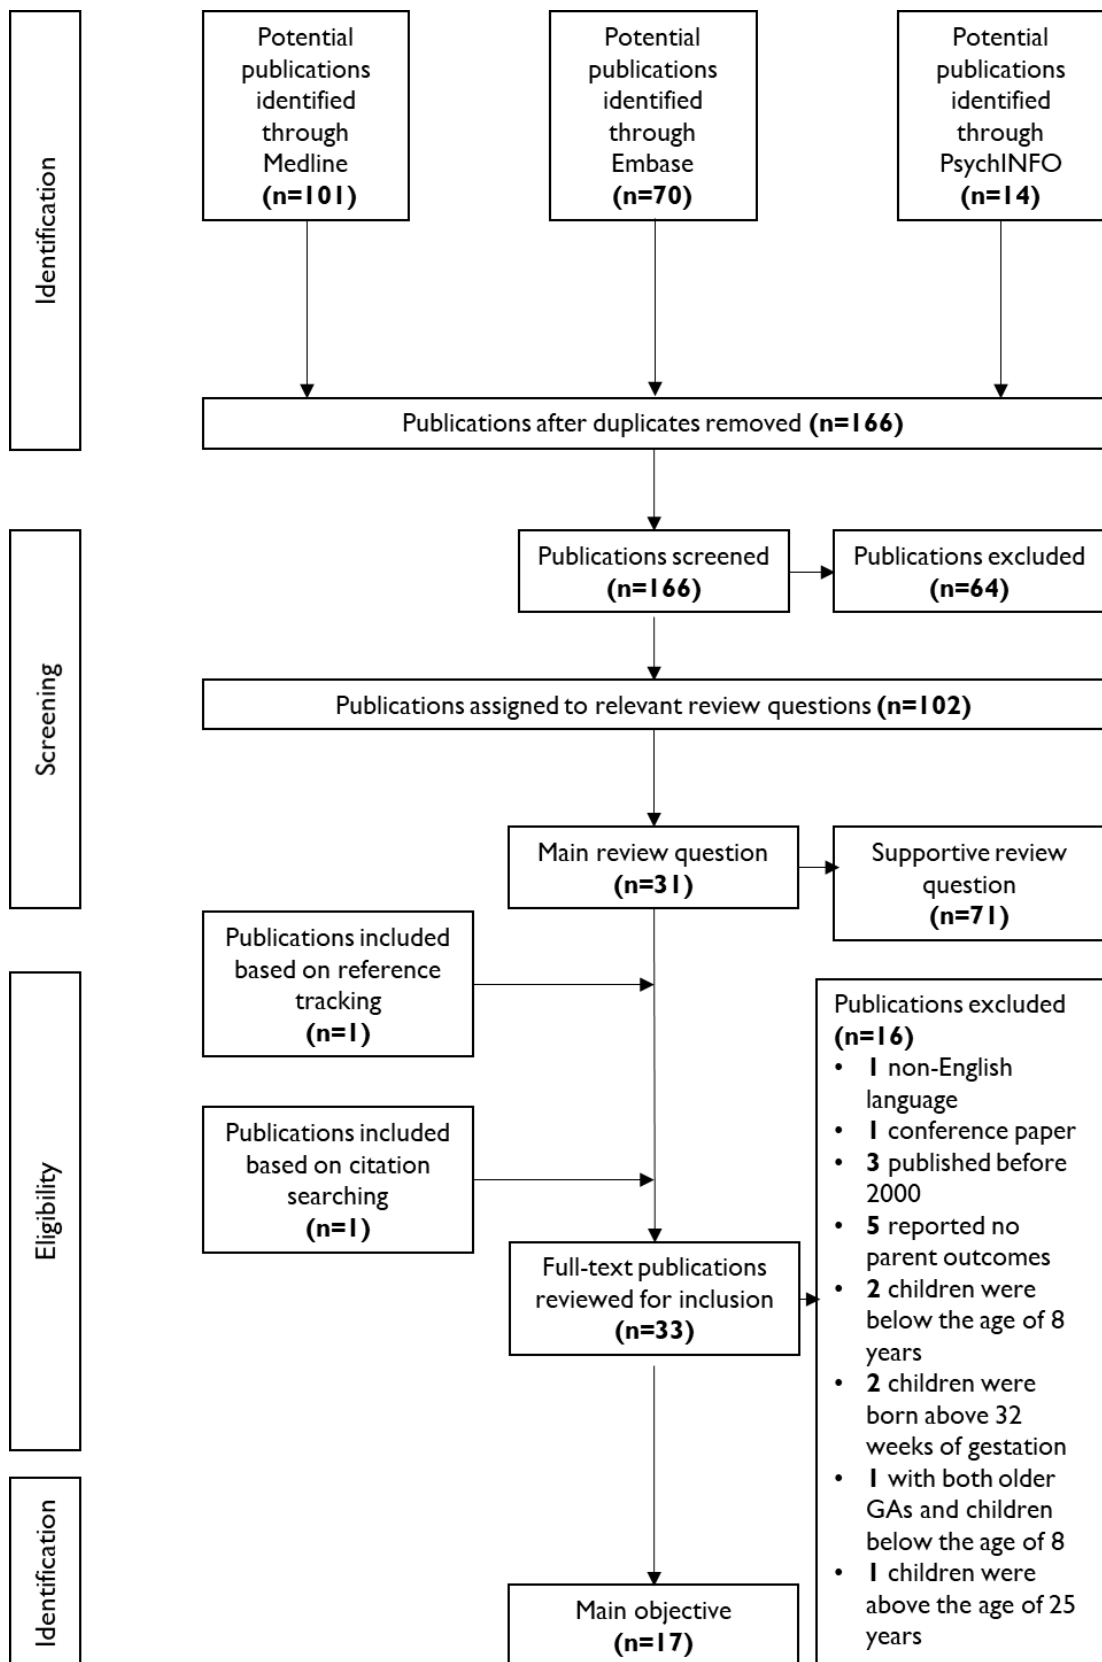 Identification
Potential
publications
identified
through
Medline
(n=101)
Potential
publications
identified
through
Embase
(n=70)
Potential
publications
identified
through
PsychINFO
(n=14)
Publications after duplicates removed (n=166)
Screening
Publications screened
(n=166)
Publications excluded
(n=64)
Publications assigned to relevant review questions (n=102)
Main review question
(n=31)
Supportive review
question
(n=71)
Eligibility
Publications included
based on reference
tracking
(n=1)
Publications included
based on citation
searching
(n=1)
Full-text publications
reviewed for inclusion
(n=33)
Publications excluded
(n=16)
• 1 non-English
language
• 1 conference paper
• 3 published before
2000
• 5 reported no
parent outcomes
• 2 children were
below the age of 8
years
• 2 children were
born above 32
weeks of gestation
• 1 with both older
GAs and children
below the age of 8
• 1 children were
above the age of 25
years
Identification
Main objective
(n=17)